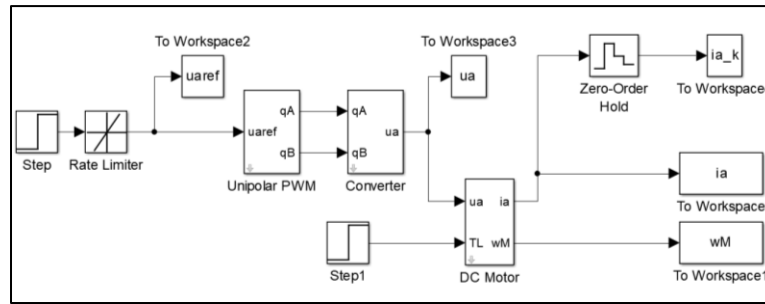 To Workspace2
uaref
Step
Rate Limiter
uaref
qA
qB
Unipolar PWM
qA
qB
ua
Converter
To Workspace3
ua
Zero-Order
Hold
ia_k
To Workspace
ua
TL
ia
wM
DC Motor
Step1
ia
To Workspace
wM
To Workspace1